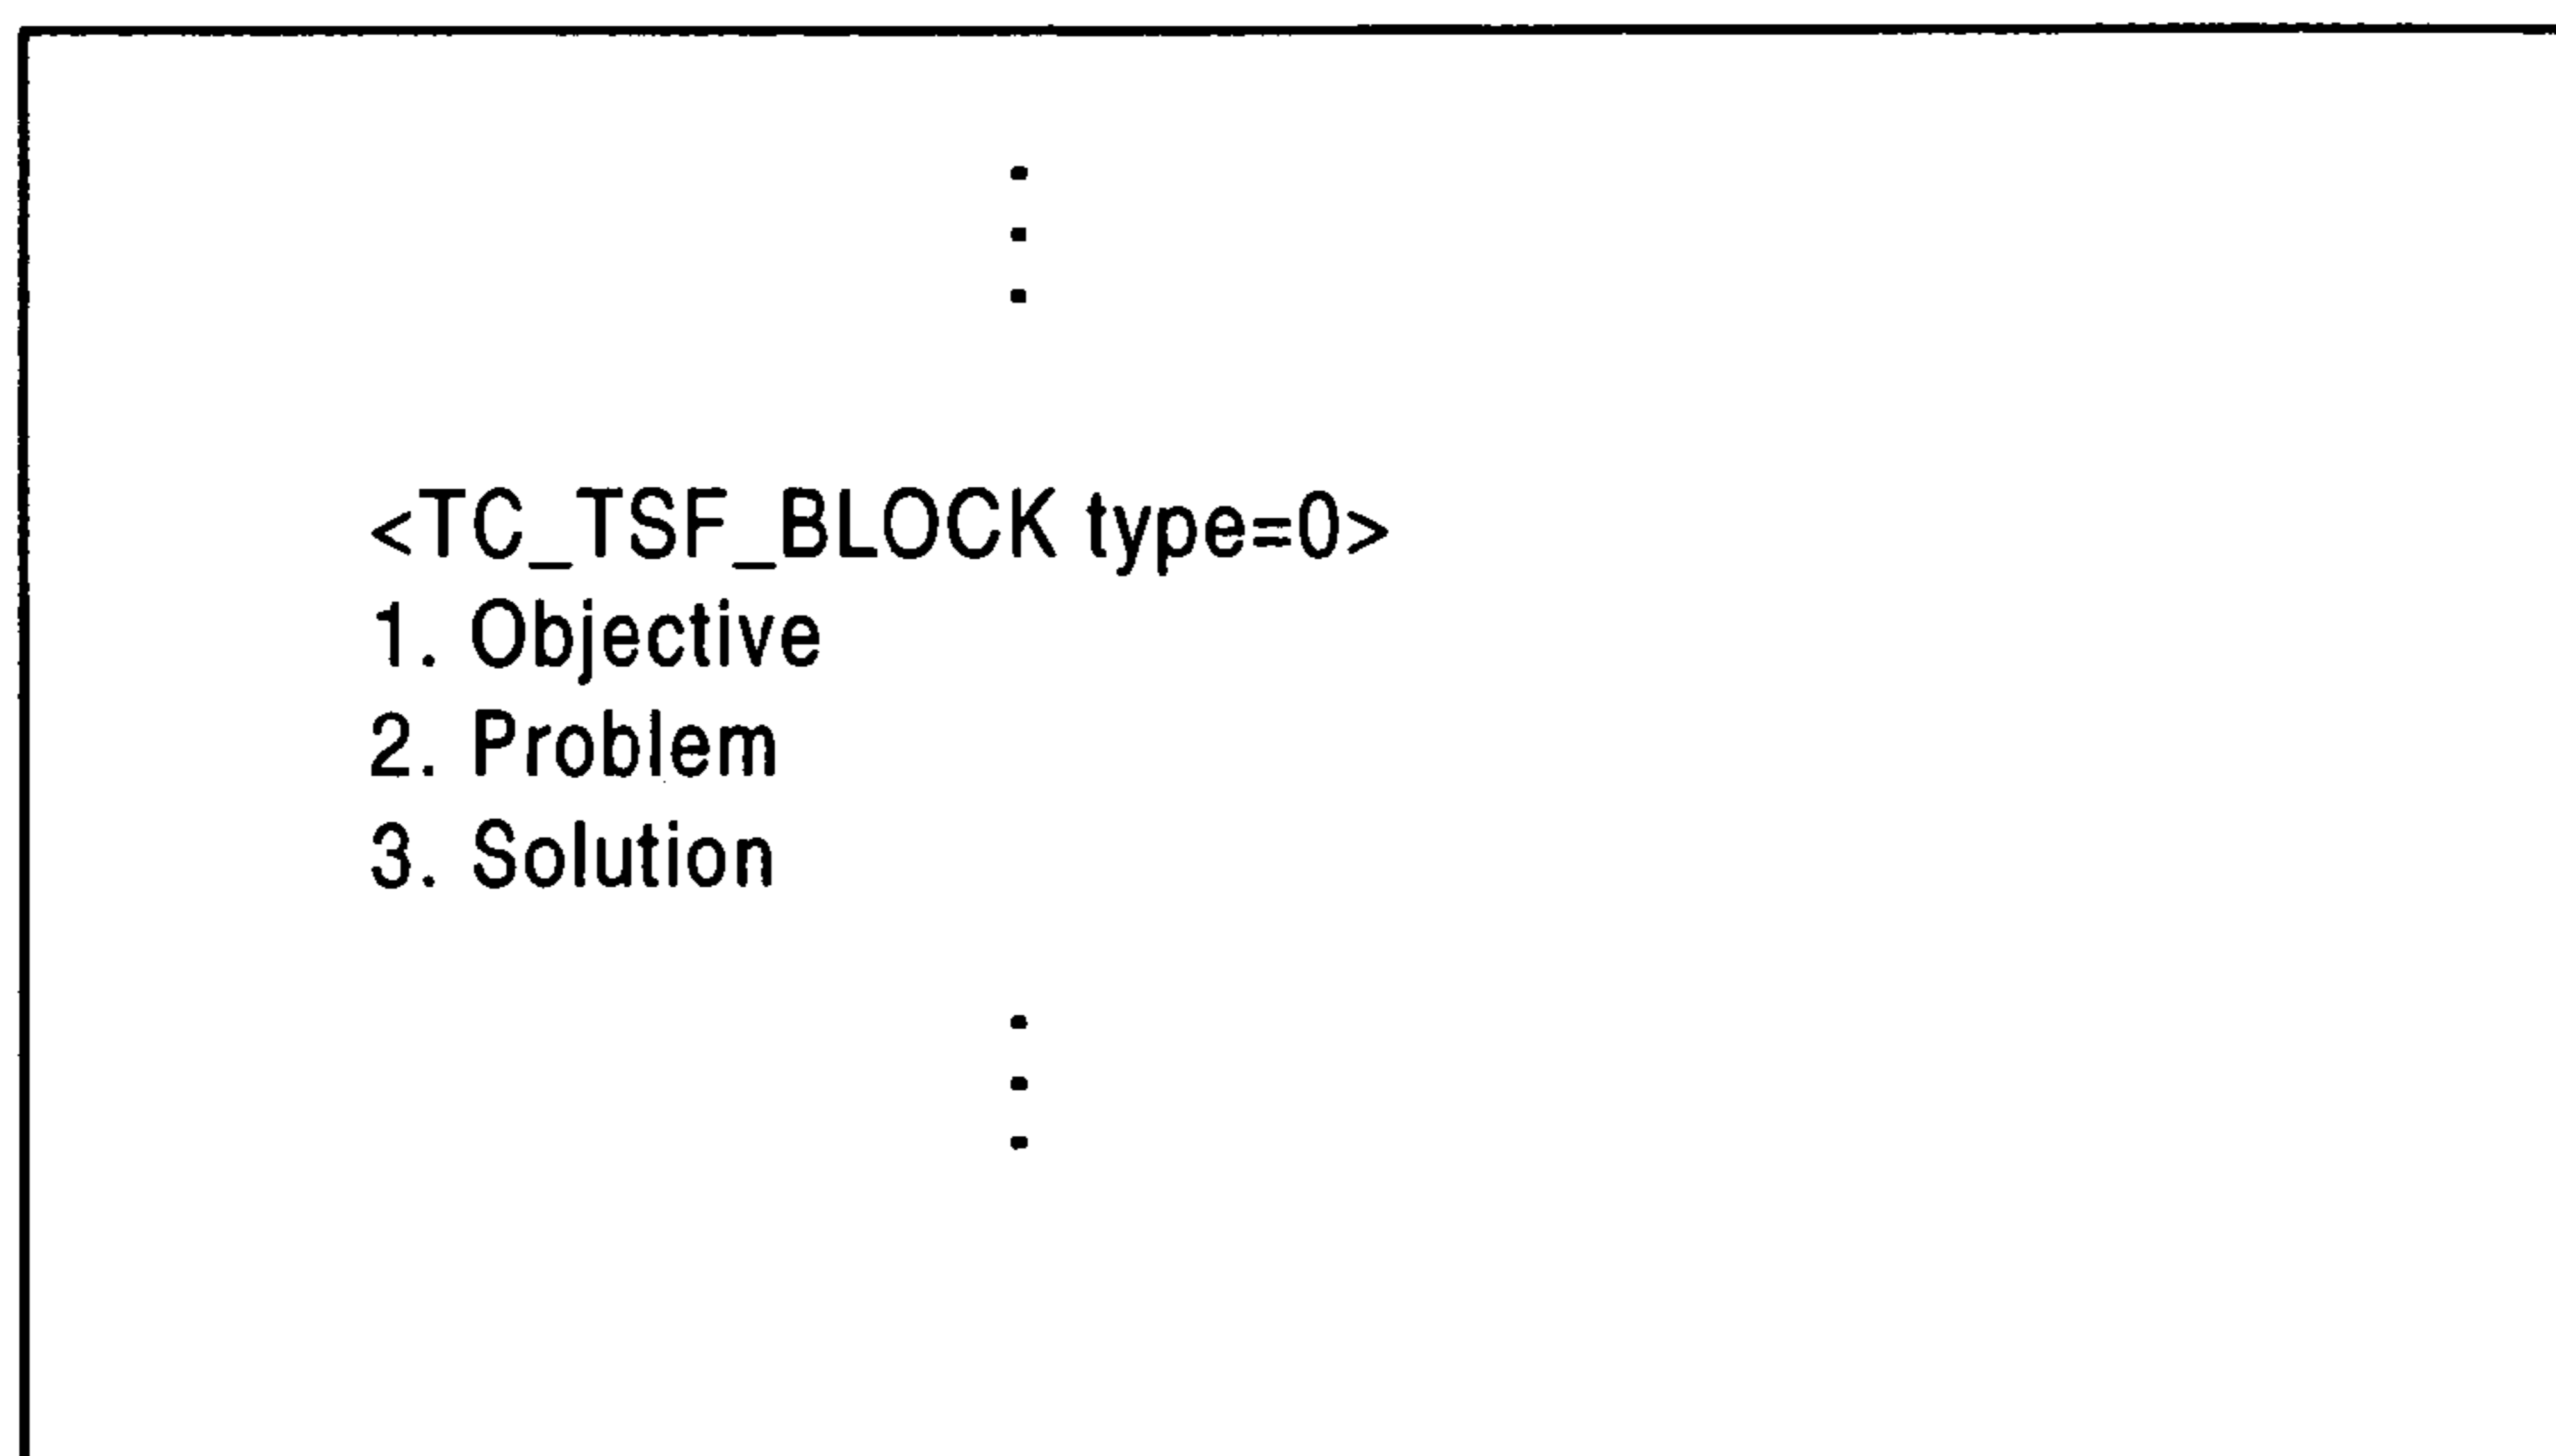 <TC_TSF_BLOCK type=0>
1. Objective
2. Problem
3. Solution